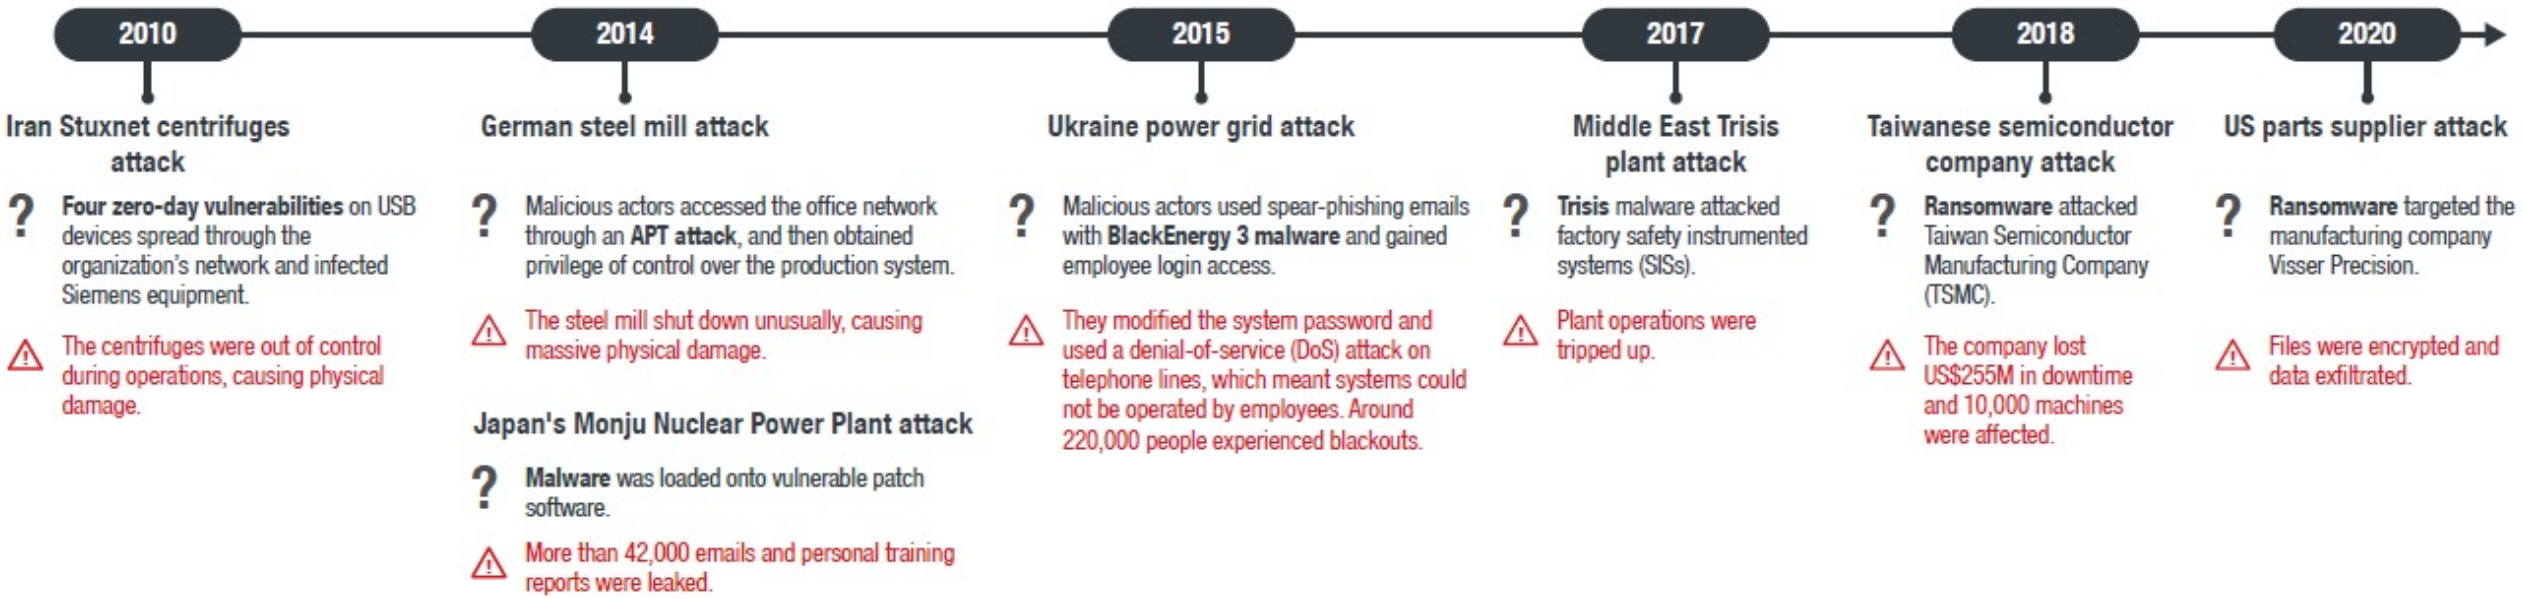 2010
2014
2015
2017
2018
2020
Iran Stuxnet centrifuges
attack
?
Four zero-day vulnerabilities on USB
devices spread through the
organization's network and infected
Siemens equipment.
The centrifuges were out of control
during operations, causing physical
damage.
German steel mill attack
?
Malicious actors accessed the office network
through an APT attack, and then obtained
privilege of control over the production system.
The steel mill shut down unusually, causing
massive physical damage.
Japan's Monju Nuclear Power Plant attack
?
Malware was loaded onto vulnerable patch
software.
More than 42,000 emails and personal training
reports were leaked.
Ukraine power grid attack
?
Malicious actors used spear-phishing emails
with BlackEnergy 3 malware and gained
employee login access.
They modified the system password and
used a denial-of-service (DoS) attack on
telephone lines, which meant systems could
not be operated by employees. Around
220,000 people experienced blackouts.
Middle East Trisis
plant attack
?
Trisis malware attacked
factory safety instrumented
systems (SISs).
Plant operations were
tripped up.
Taiwanese semiconductor
company attack
?
Ransomware attacked
Taiwan Semiconductor
Manufacturing Company
(TSMC).
The company lost
US$255M in downtime
and 10,000 machines
were affected.
US parts supplier attack
?
Ransomware targeted the
manufacturing company
Visser Precision.
Files were encrypted and
data exfiltrated.